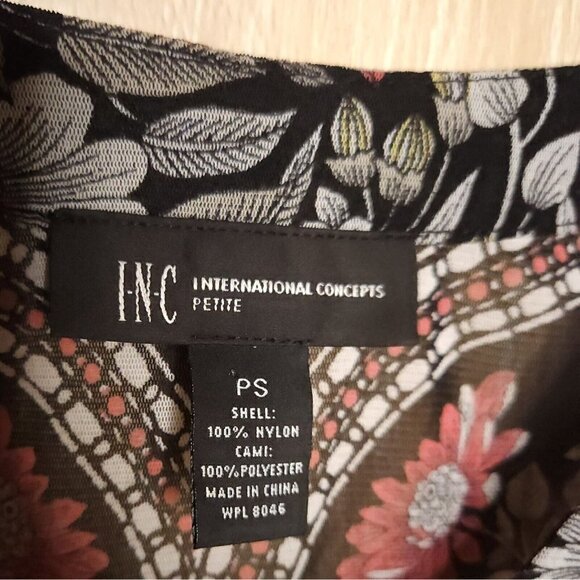 I·N·C INTERNATIONAL CONCEPTS
PETITE
PS
SHELL:
100% NYLON
CAMI:
100% POLYESTER
MADE IN CHINA
WPL 8046